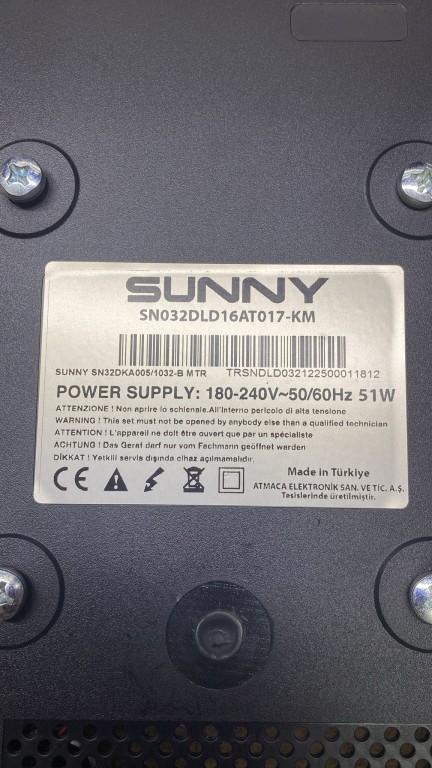 SUNNY
SN032DLD16AT017-KM
SUNNY SN32DKA005/1032-B MTR TRSNDLD032122500011812
POWER SUPPLY: 180-240V~50/60Hz 51W
ATTENZIONE ! Non aprire lo schienale.All'interno pericolo di alta tensione
WARNING ! This set must not be opened by anybody else than a qualified technician
ATTENTION ! L'appareil ne doit être ouvert que par un spécialiste
ACHTUNG ! Das Gerat darf nur vom Fachmann geöffnet warden
DİKKAT! Yetkili servis dışında cihaz açılmamalıdır.
CE
Made in Türkiye
ATMACA ELEKTRONİK SAN. VE TİC. A.Ş.
Tesislerinde üretilmiştir.